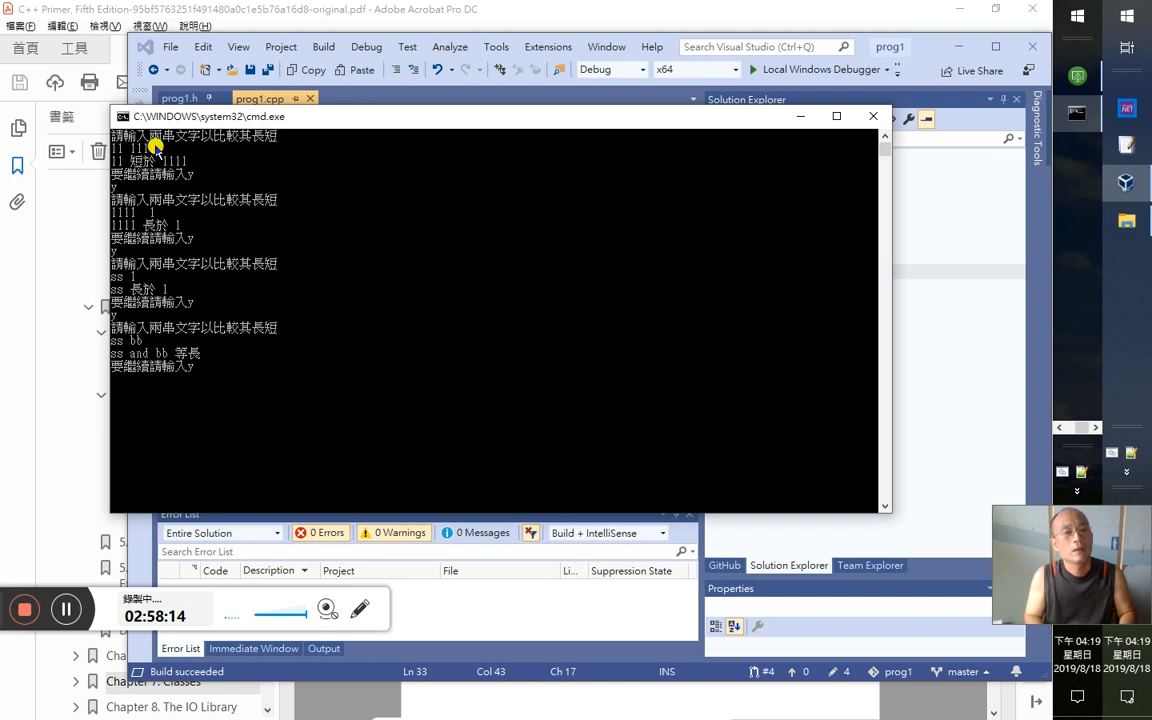 C++ Primer, Fifth Edition-95bf5763194821480a0c1e5b76a16d8-original.pdf - Adobe Acrobat Pro DC
檔案(F) 編輯(E) 檢視(V) 視窗(W) 說明(H)
首頁 工具
書籤
File Edit View Project Build Debug Test Analyze Tools Extensions Window Help
Search Visual Studio (Ctrl+Q)
prog1
Copy Paste Debug x64 Local Windows Debugger Live Share
prog1.h prog1.cpp
Solution Explorer
Diagnostic Tools
C:\WINDOWS\system32\cmd.exe
請輸入兩串文字以比較其長短
11 111
11 短於 1111
要繼續請輸入y
y
請輸入兩串文字以比較其長短
1111 1
1111 長於 1
要繼續請輸入y
y
請輸入兩串文字以比較其長短
ss 1
ss 長於 1
要繼續請輸入y
y
請輸入兩串文字以比較其長短
ss bb
ss and bb 等長
要繼續請輸入y
Error List
Entire Solution 0 Errors 0 Warnings 0 Messages Build + IntelliSense
Search Error List
Code Description Project File Li... Suppression State
GitHub Solution Explorer Team Explorer
Properties
錄製中....
02:58:14
Error List Immediate Window Output
Build succeeded Ln 33 Col 43 Ch 17 INS #4 0 4 prog1 master
5.
5.
Cha
Chapter 7. Classes
Chapter 8. The IO Library
.NET
下午 04:19
星期日
2019/8/18
下午 04:19
星期日
2019/8/18